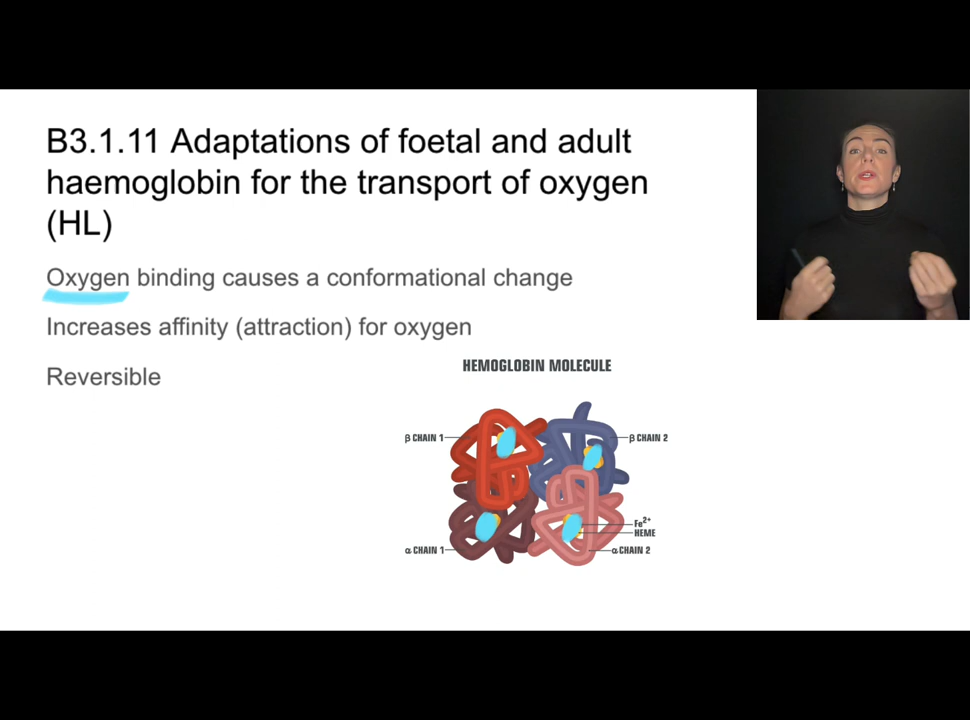 B3.1.11 Adaptations of foetal and adult
haemoglobin for the transport of oxygen
(HL)
Oxygen binding causes a conformational change
Increases affinity (attraction) for oxygen
Reversible
HEMOGLOBIN MOLECULE
β CHAIN 1
β CHAIN 2
Fe²⁺
HEME
α CHAIN 1
α CHAIN 2